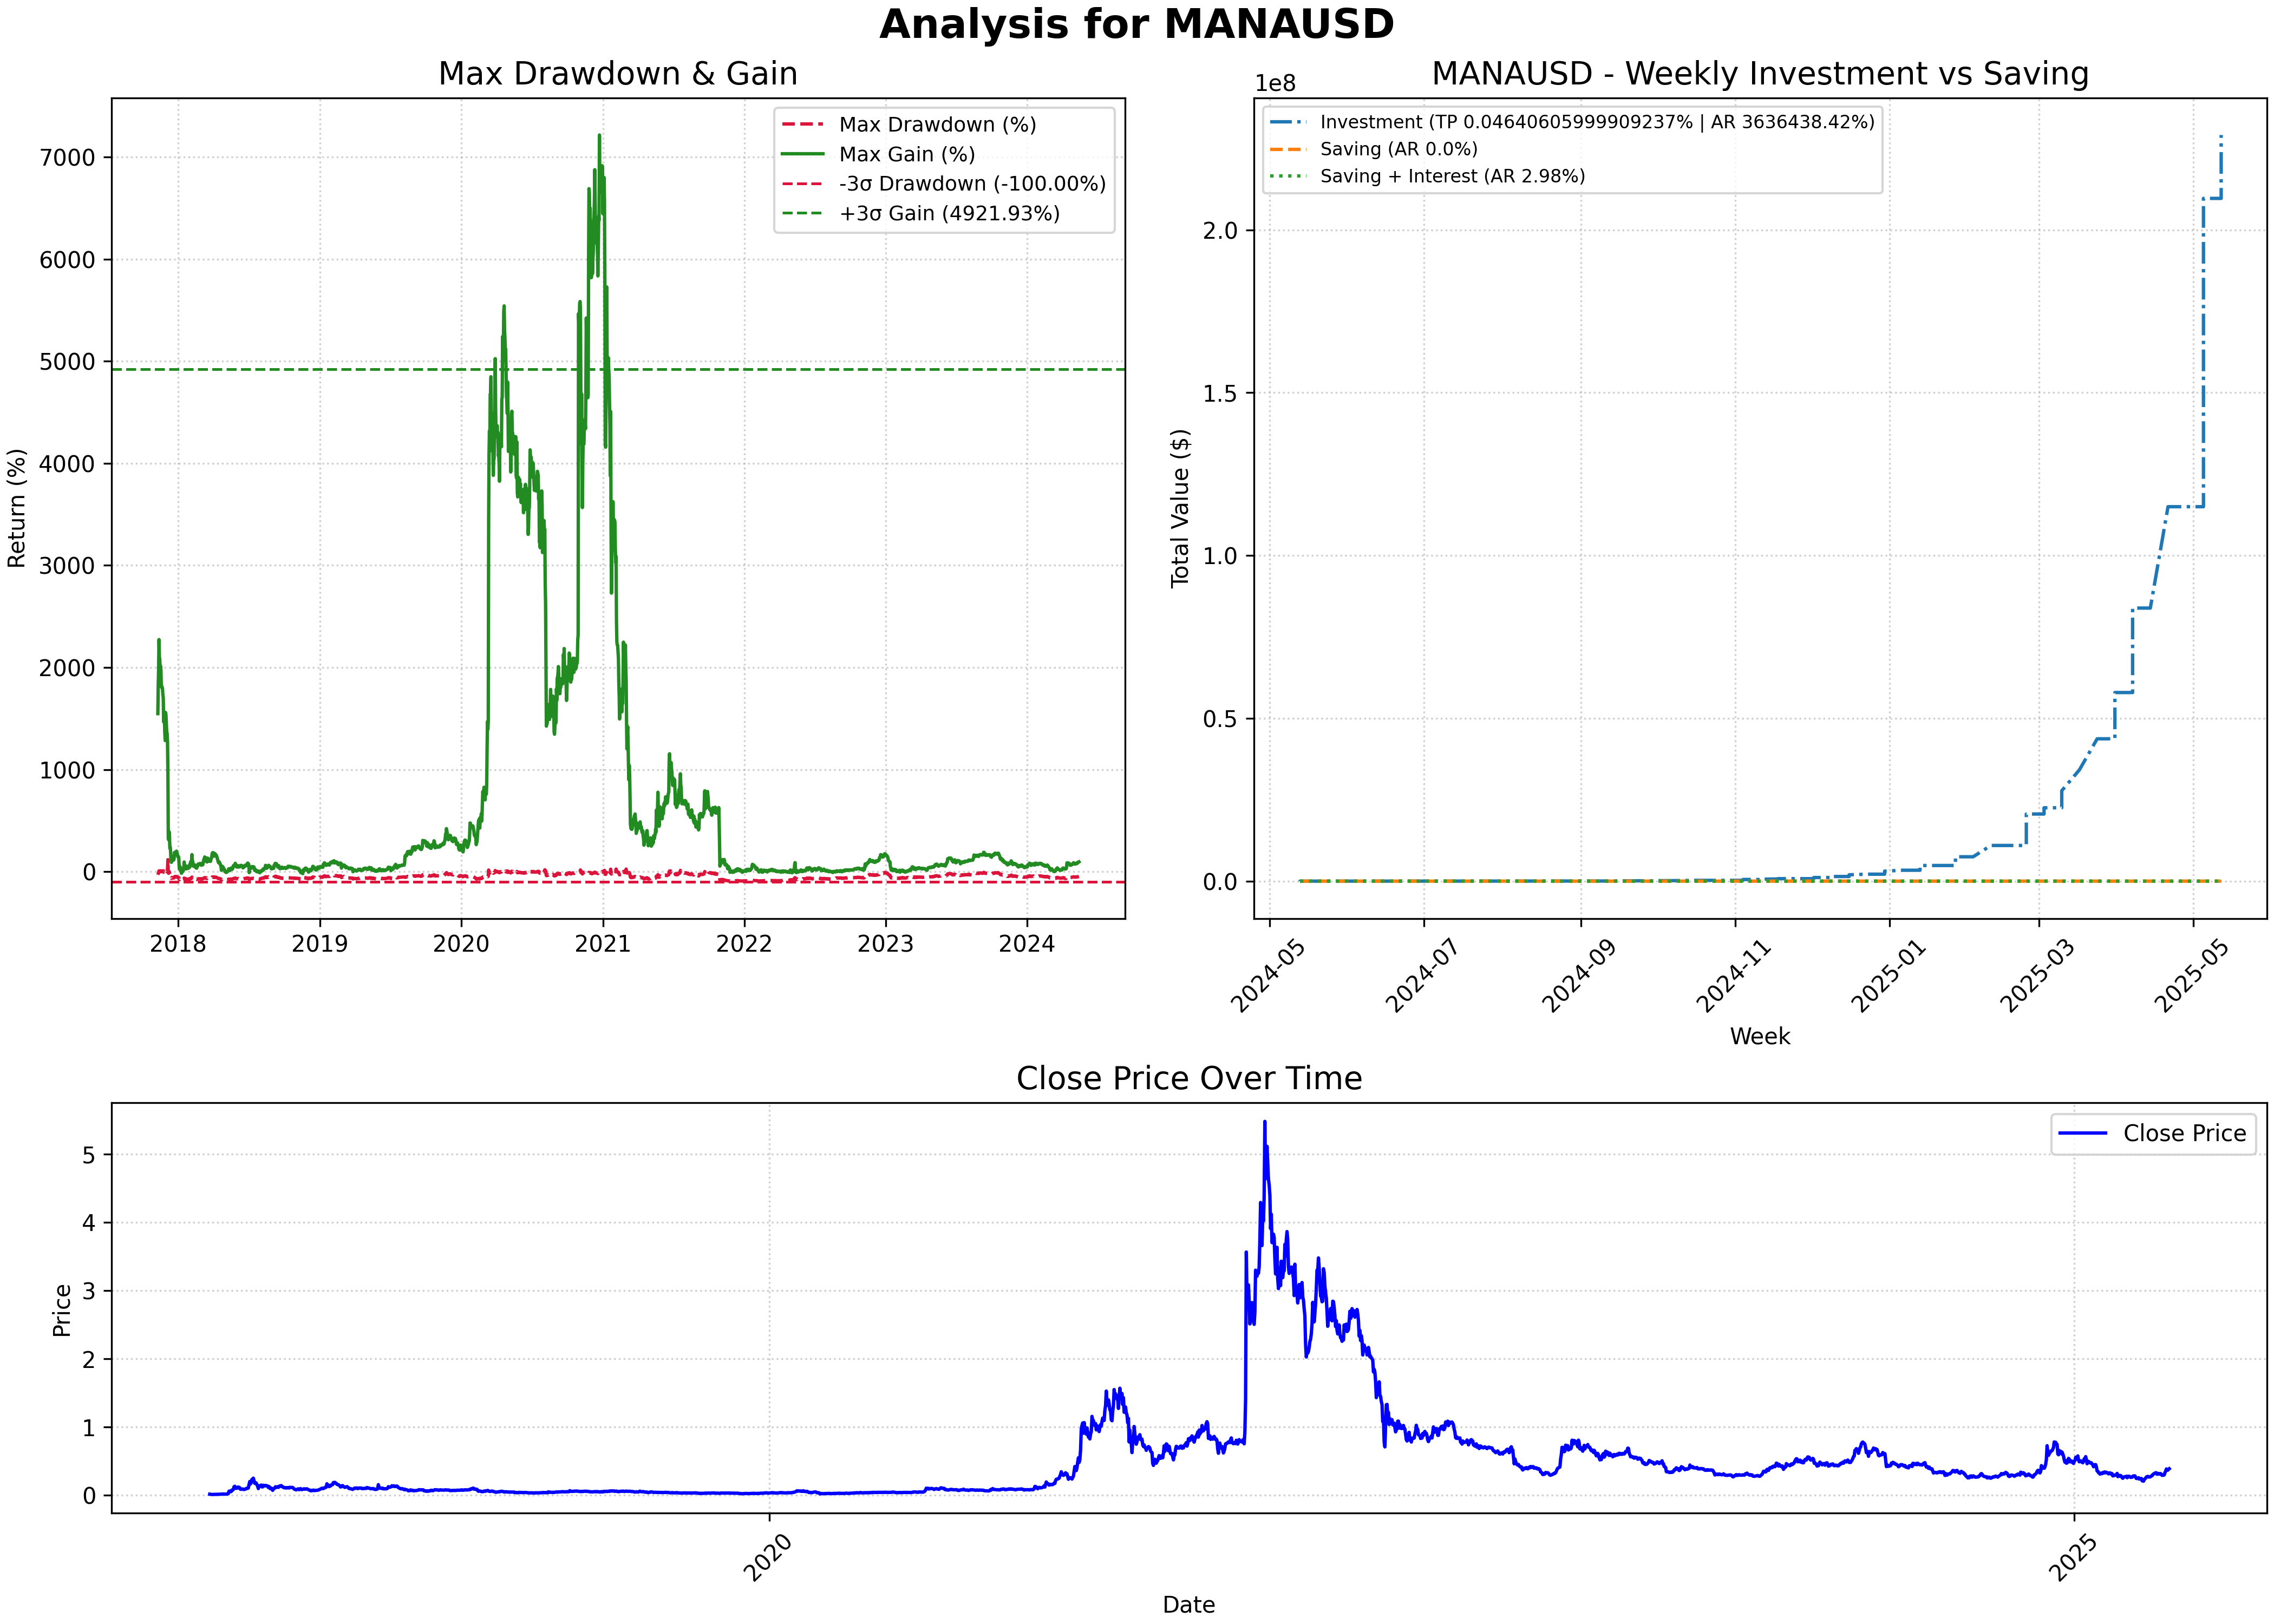 Analysis for MANAUSD
Max Drawdown & Gain
Max Drawdown (%)
Max Gain (%)
-3σ Drawdown (-100.00%)
+3σ Gain (4921.93%)
Return (%)
7000
6000
5000
4000
3000
2000
1000
0
2018 2019 2020 2021 2022 2023 2024
MANAUSD - Weekly Investment vs Saving
1e8
Investment (TP 0.04640605999909237% | AR 3636438.42%)
Saving (AR 0.0%)
Saving + Interest (AR 2.98%)
Total Value ($)
2.0
1.5
1.0
0.5
0.0
2024-05 2024-07 2024-09 2024-11 2025-01 2025-03 2025-05
Week
Close Price Over Time
Close Price
Price
5
4
3
2
1
0
2020 2025
Date